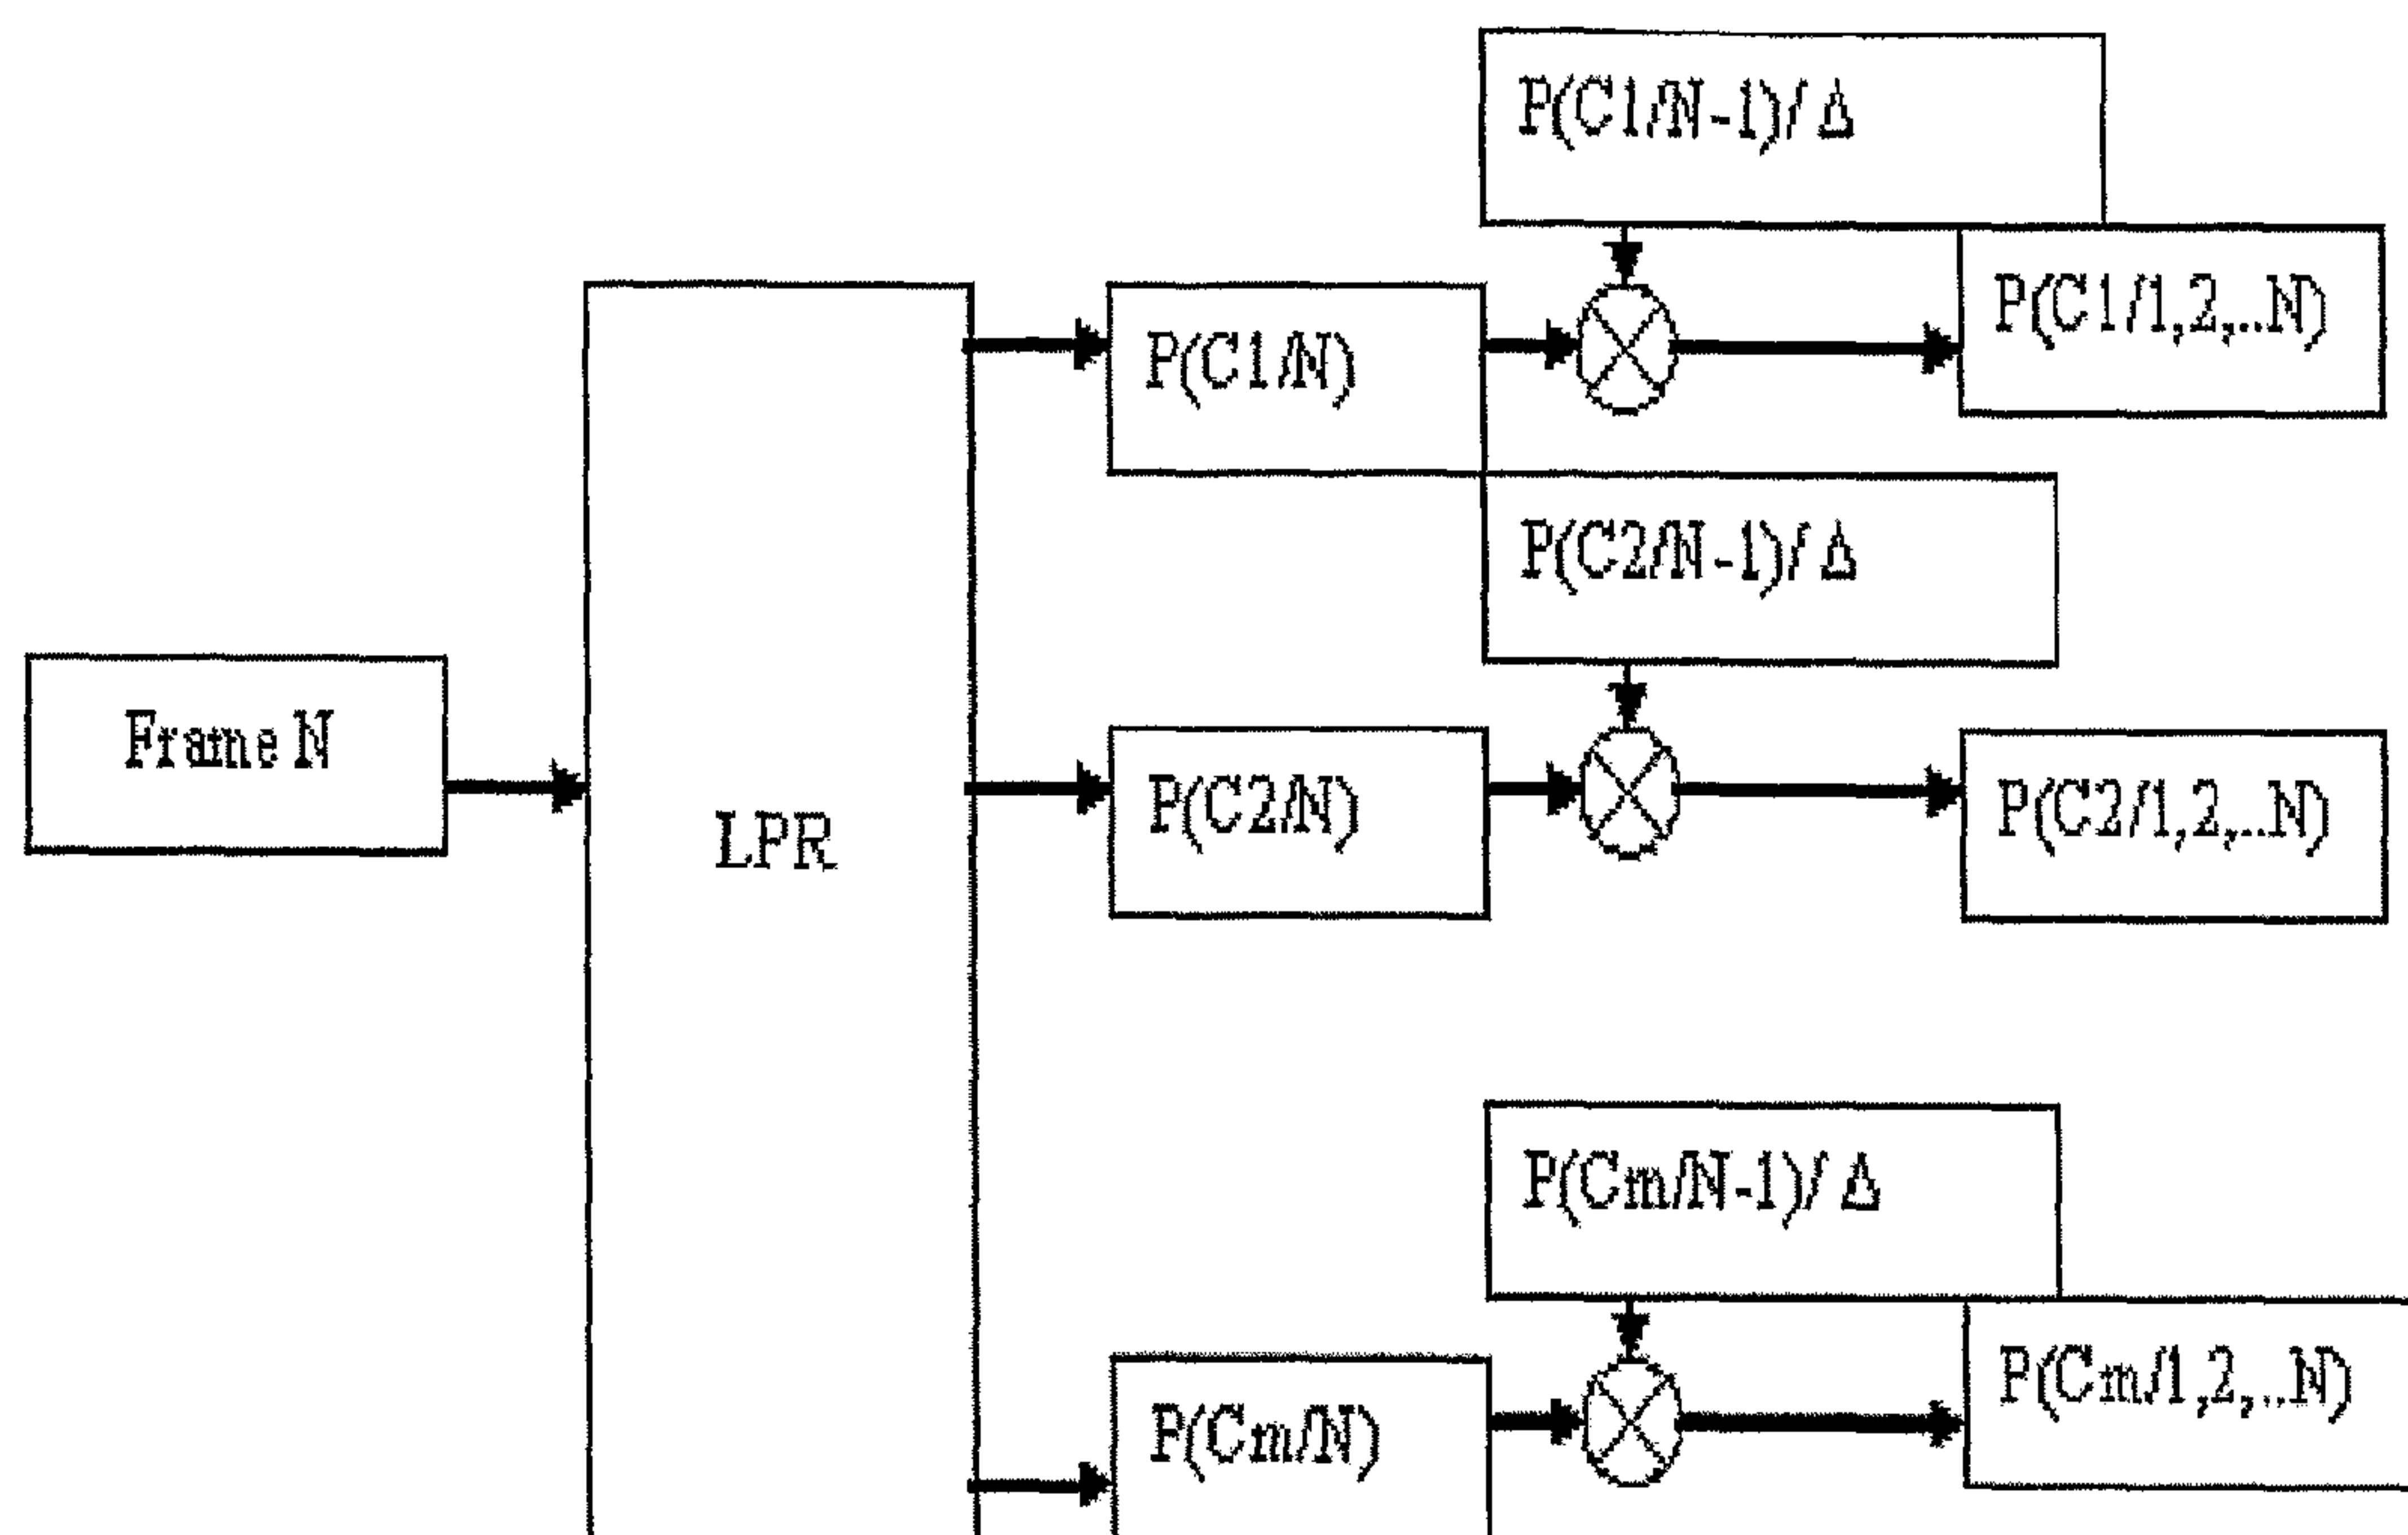 P(C1/N-1)/ Δ
P(C1/N)
P(C1/1,2,..N)
P(C2/N-1)/ Δ
Frame N
LPR
P(C2/N)
P(C2/1,2,..N)
P(Cm/N-1)/ Δ
P(Cm/N)
P(Cm/1,2,..N)